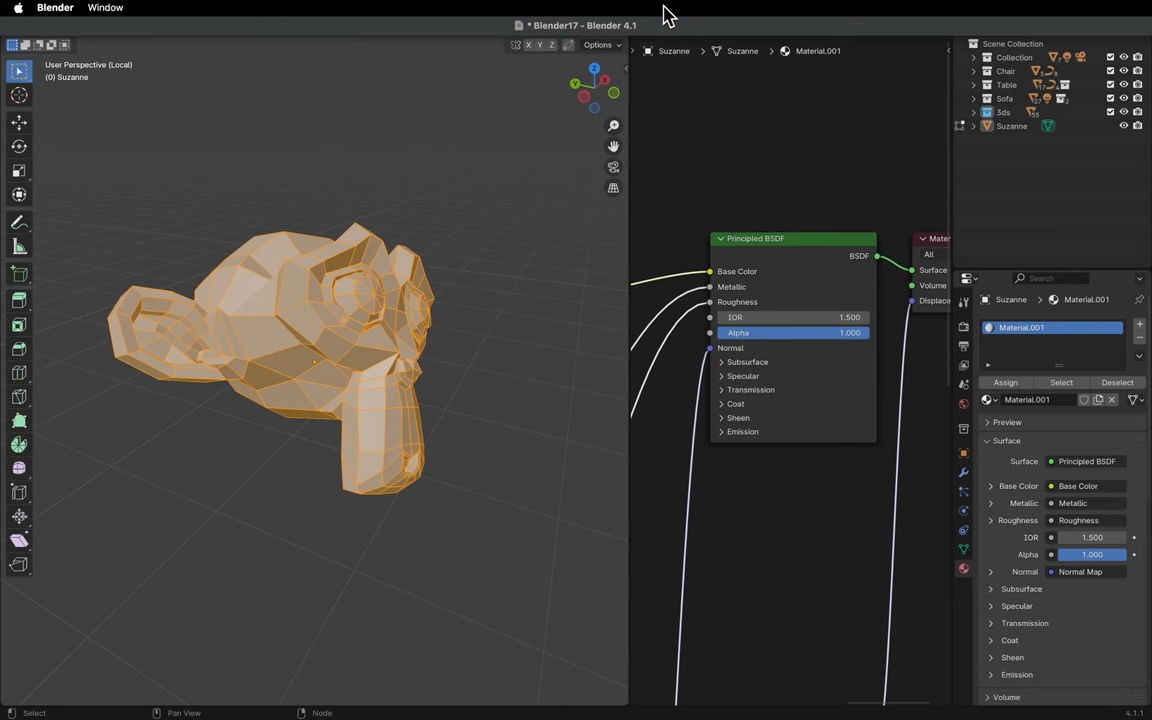 Blender Window
* Blender17 - Blender 4.1
X Y Z Options
User Perspective (Local)
(0) Suzanne
Z
Y
X
Suzanne > Suzanne > Material.001
Principled BSDF
BSDF
Base Color
Metallic
Roughness
IOR 1.500
Alpha 1.000
Normal
Subsurface
Specular
Transmission
Coat
Sheen
Emission
Mater
All
Surface
Volume
Displace
Scene Collection
Collection
Chair
Table
Sofa
3ds
Suzanne
Search
Suzanne > Material.001
Material.001
Assign Select Deselect
Material.001
Preview
Surface
Surface Principled BSDF
Base Color Base Color
Metallic Metallic
Roughness Roughness
IOR 1.500
Alpha 1.000
Normal Normal Map
Subsurface
Specular
Transmission
Coat
Sheen
Emission
Volume
Select Pan View Node 4.1.1